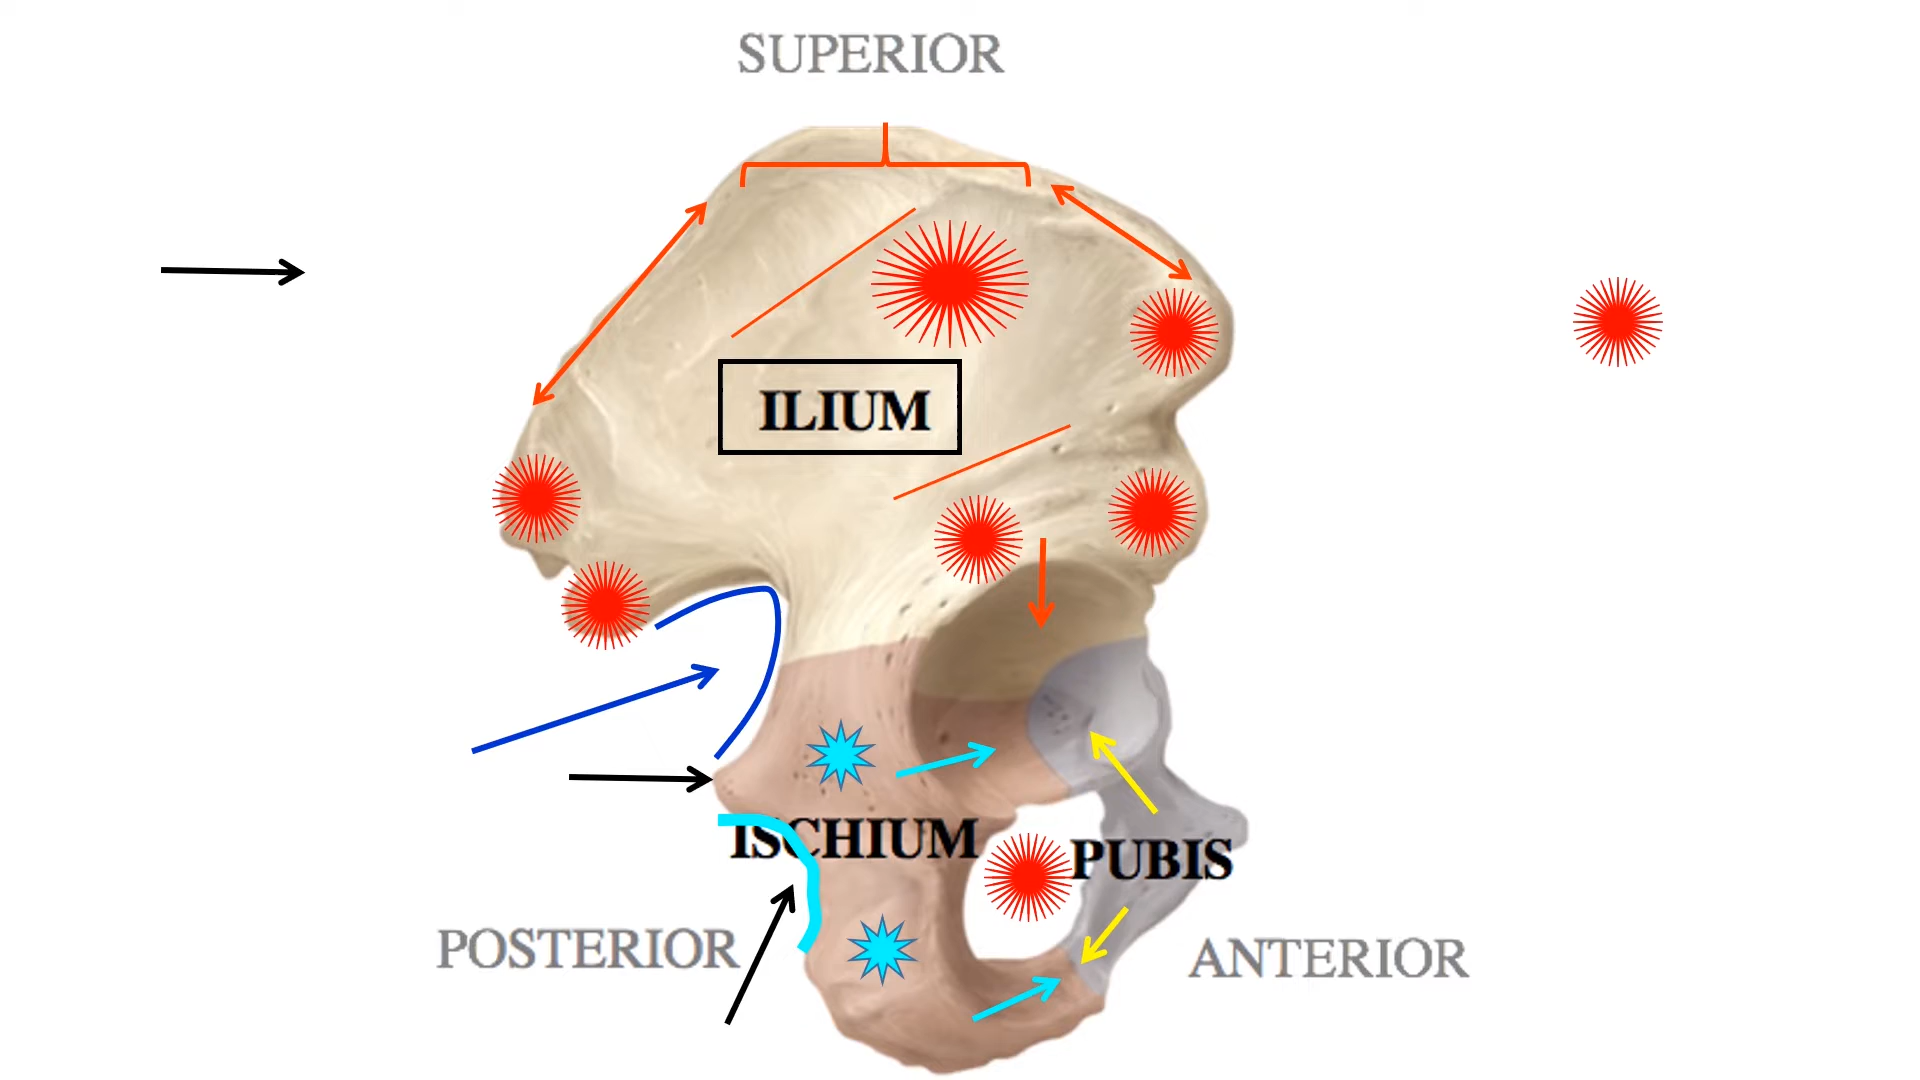 SUPERIOR
ILIUM
ISCHIUM
PUBIS
POSTERIOR
ANTERIOR